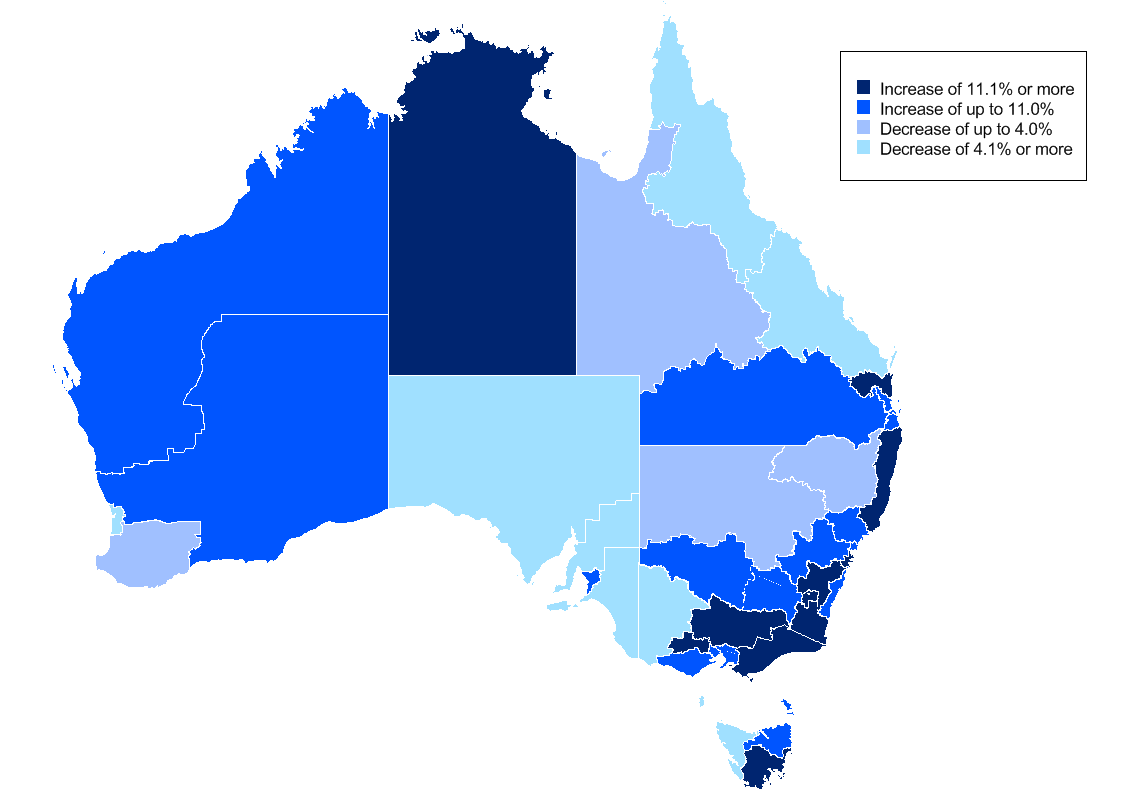 Increase of 11.1% or more
Increase of up to 11.0%
Decrease of up to 4.0%
Decrease of 4.1% or more